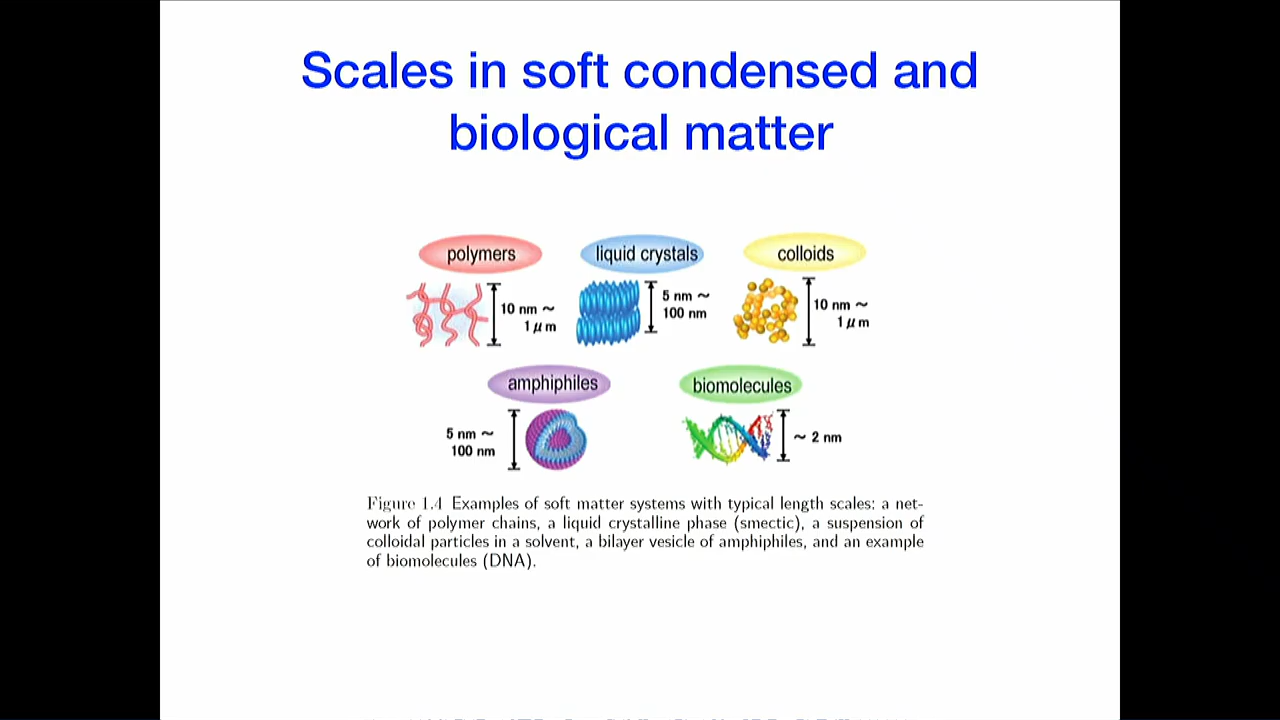 Scales in soft condensed and
biological matter
polymers
liquid crystals
colloids
10 nm ~
1 μm
5 nm ~
100 nm
10 nm ~
1 μm
amphiphiles
biomolecules
5 nm ~
100 nm
~ 2 nm
Figure 1.4 Examples of soft matter systems with typical length scales: a net-
work of polymer chains, a liquid crystalline phase (smectic), a suspension of
colloidal particles in a solvent, a bilayer vesicle of amphiphiles, and an example
of biomolecules (DNA).